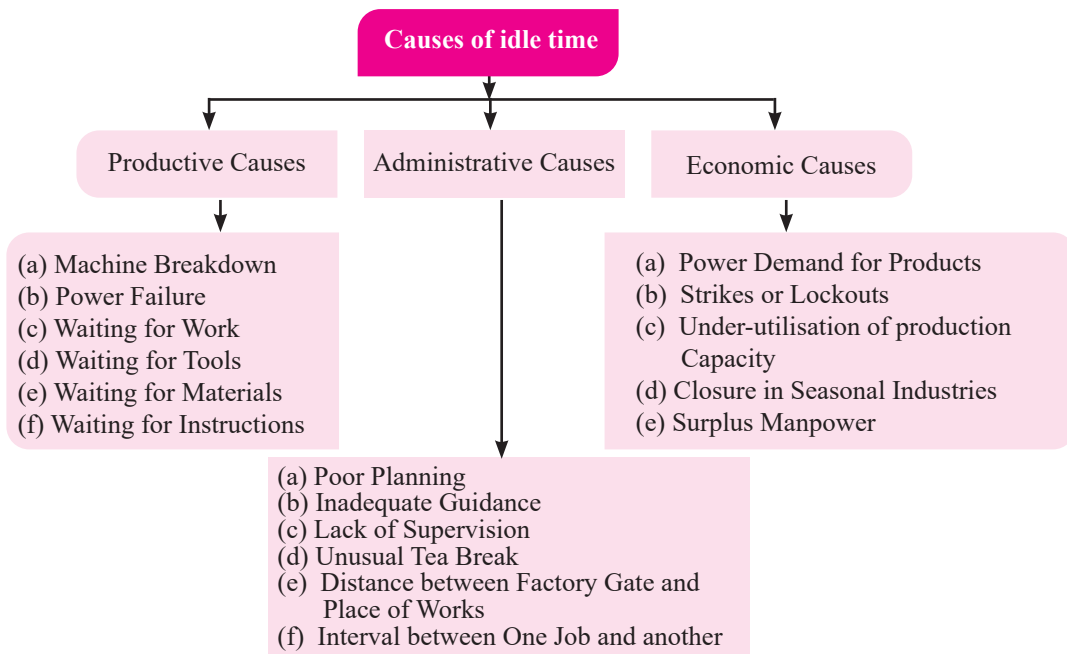 Causes of idle time
Productive Causes
Administrative Causes
Economic Causes
(a) Machine Breakdown
(b) Power Failure
(c) Waiting for Work
(d) Waiting for Tools
(e) Waiting for Materials
(f) Waiting for Instructions
(a) Power Demand for Products
(b) Strikes or Lockouts
(c) Under-utilisation of production
Capacity
(d) Closure in Seasonal Industries
(e) Surplus Manpower
(a) Poor Planning
(b) Inadequate Guidance
(c) Lack of Supervision
(d) Unusual Tea Break
(e) Distance between Factory Gate and
Place of Works
(f) Interval between One Job and another